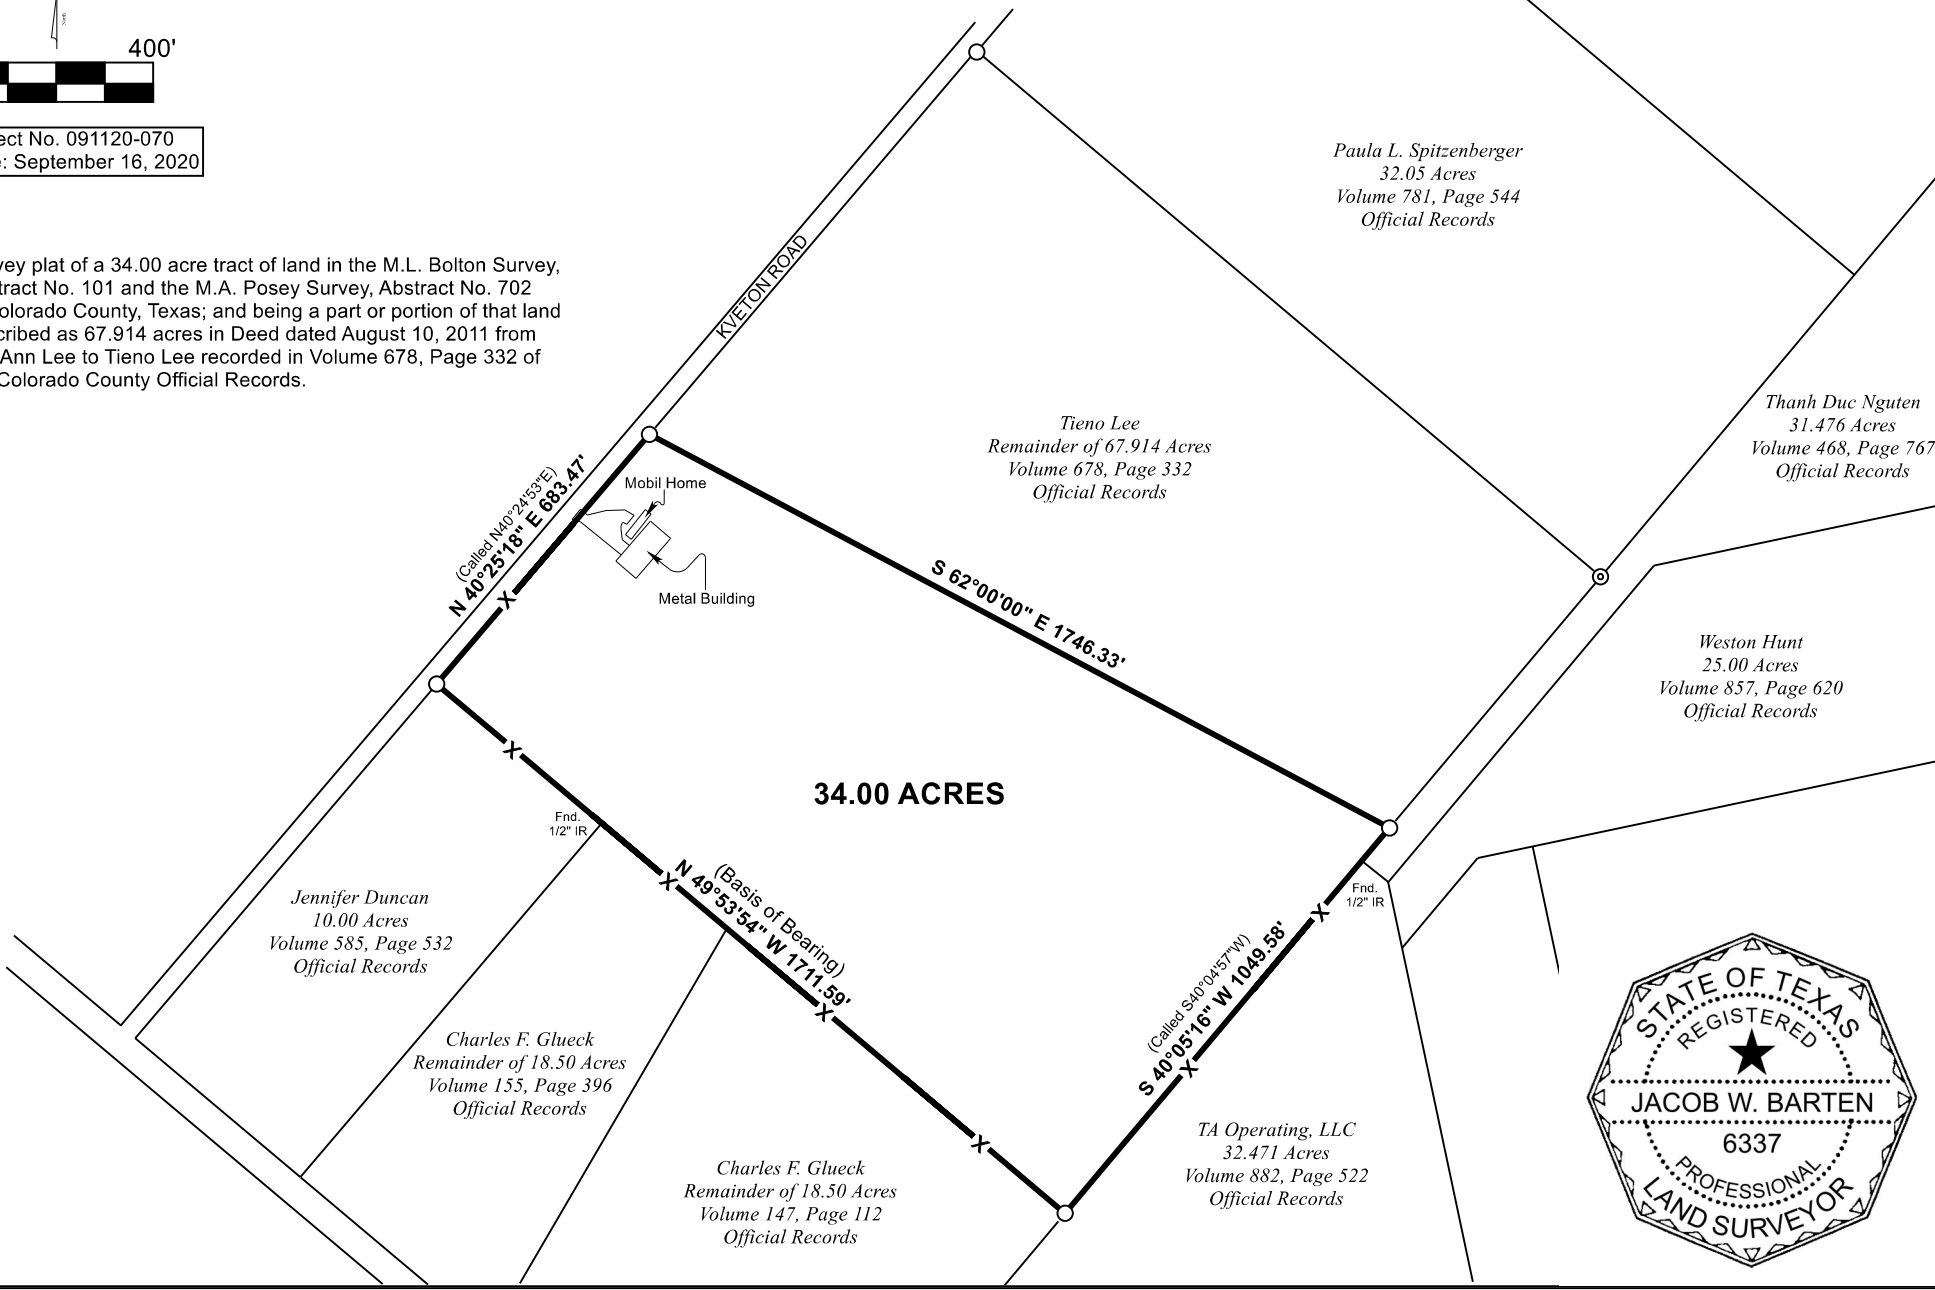 North
400'
ect No. 091120-070
e: September 16, 2020
vey plat of a 34.00 acre tract of land in the M.L. Bolton Survey,
tract No. 101 and the M.A. Posey Survey, Abstract No. 702
olorado County, Texas; and being a part or portion of that land
cribed as 67.914 acres in Deed dated August 10, 2011 from
Ann Lee to Tieno Lee recorded in Volume 678, Page 332 of
Colorado County Official Records.
KVETON ROAD
Paula L. Spitzenberger
32.05 Acres
Volume 781, Page 544
Official Records
Tieno Lee
Remainder of 67.914 Acres
Volume 678, Page 332
Official Records
Thanh Duc Nguten
31.476 Acres
Volume 468, Page 767
Official Records
(Called N40°24'53"E)
N 40°25'18" E 683.47'
Mobil Home
Metal Building
S 62°00'00" E 1746.33'
Weston Hunt
25.00 Acres
Volume 857, Page 620
Official Records
X
X
34.00 ACRES
Fnd.
1/2" IR
X
(Basis of Bearing)
N 49°53'54" W 1711.59'
X
X
Fnd.
1/2" IR
X
(Called S40°04'57"W)
S 40°05'16" W 1049.58'
X
Jennifer Duncan
10.00 Acres
Volume 585, Page 532
Official Records
Charles F. Glueck
Remainder of 18.50 Acres
Volume 155, Page 396
Official Records
Charles F. Glueck
Remainder of 18.50 Acres
Volume 147, Page 112
Official Records
TA Operating, LLC
32.471 Acres
Volume 882, Page 522
Official Records
STATE OF TEXAS
REGISTERED
JACOB W. BARTEN
6337
PROFESSIONAL
LAND SURVEYOR